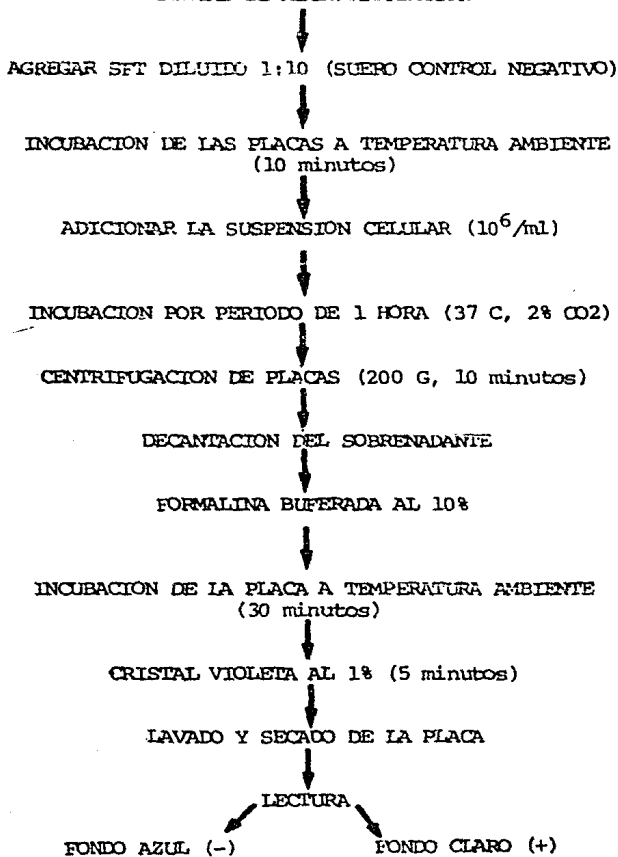 AGREGAR SFT DILUIDO 1:10 (SUERO CONTROL NEGATIVO)
INCUBACION DE LAS PLACAS A TEMPERATURA AMBIENTE
(10 minutos)
ADICIONAR LA SUSPENSION CELULAR (10⁶/ml)
INCUBACION POR PERIODO DE 1 HORA (37 C, 2% CO2)
CENTRIFUGACION DE PLACAS (200 G, 10 minutos)
DECANTACION DEL SOBRENADANTE
FORMALINA BUFERADA AL 10%
INCUBACION DE LA PLACA A TEMPERATURA AMBIENTE
(30 minutos)
CRISTAL VIOLETA AL 1% (5 minutos)
LAVADO Y SECADO DE LA PLACA
LECTURA
FONDO AZUL (-) FONDO CLARO (+)